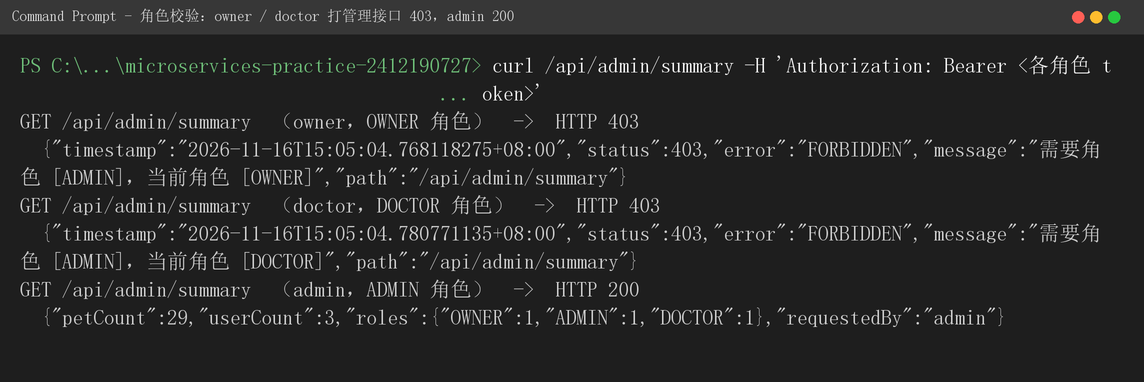 Command Prompt - 角色校验: owner / doctor 打管理接口 403，admin 200
PS C:\...\microservices-practice-2412190727> curl /api/admin/summary -H 'Authorization: Bearer <各角色 t
... oken>'
GET /api/admin/summary （owner，OWNER 角色） -> HTTP 403
{"timestamp":"2026-11-16T15:05:04.768118275+08:00","status":403,"error":"FORBIDDEN","message":"需要角
色 [ADMIN]，当前角色 [OWNER]","path":"/api/admin/summary"}
GET /api/admin/summary （doctor，DOCTOR 角色） -> HTTP 403
{"timestamp":"2026-11-16T15:05:04.780771135+08:00","status":403,"error":"FORBIDDEN","message":"需要角
色 [ADMIN]，当前角色 [DOCTOR]","path":"/api/admin/summary"}
GET /api/admin/summary （admin，ADMIN 角色） -> HTTP 200
{"petCount":29,"userCount":3,"roles":{"OWNER":1,"ADMIN":1,"DOCTOR":1},"requestedBy":"admin"}